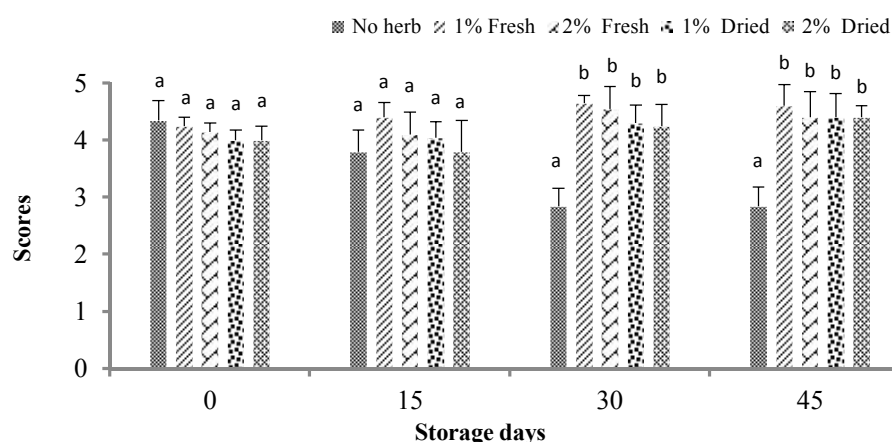 No herb 1% Fresh 2% Fresh 1% Dried 2% Dried
a a a a a a a a a a a b b b b a b b b b
5
4
3
2
1
0
Scores
0 15 30 45
Storage days